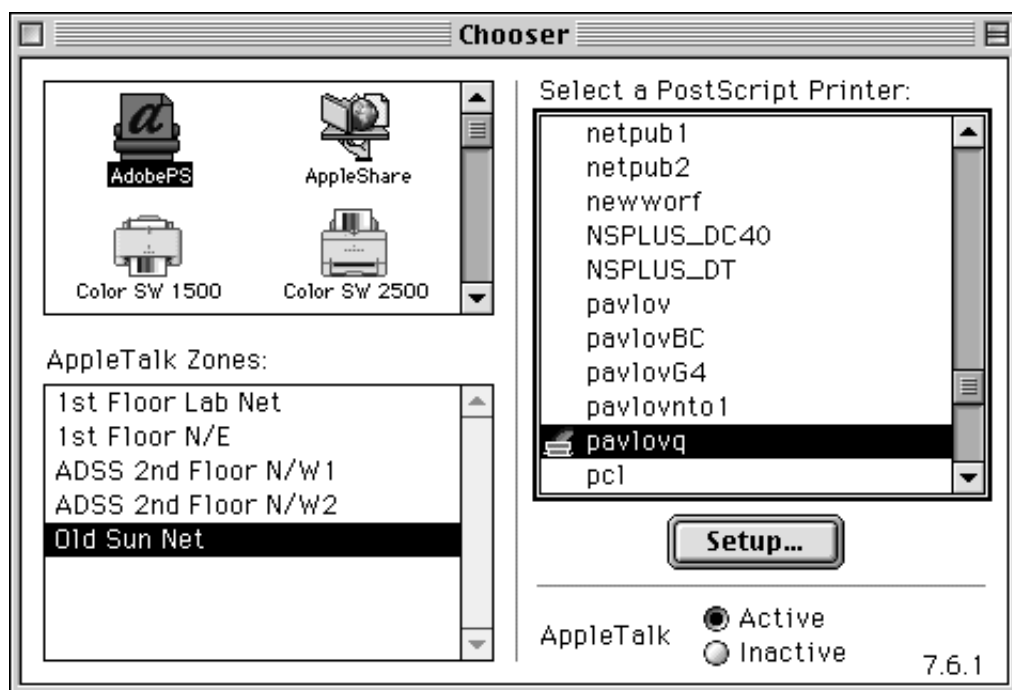 Chooser
AdobePS
AppleShare
Color SW 1500
Color SW 2500
AppleTalk Zones:
1st Floor Lab Net
1st Floor N/E
ADSS 2nd Floor N/W1
ADSS 2nd Floor N/W2
Old Sun Net
Select a PostScript Printer:
netpub1
netpub2
newworf
NSPLUS_DC40
NSPLUS_DT
pavlov
pavlovBC
pavlovG4
pavlovnto1
pavlovq
pcl
Setup...
AppleTalk
Active
Inactive
7.6.1